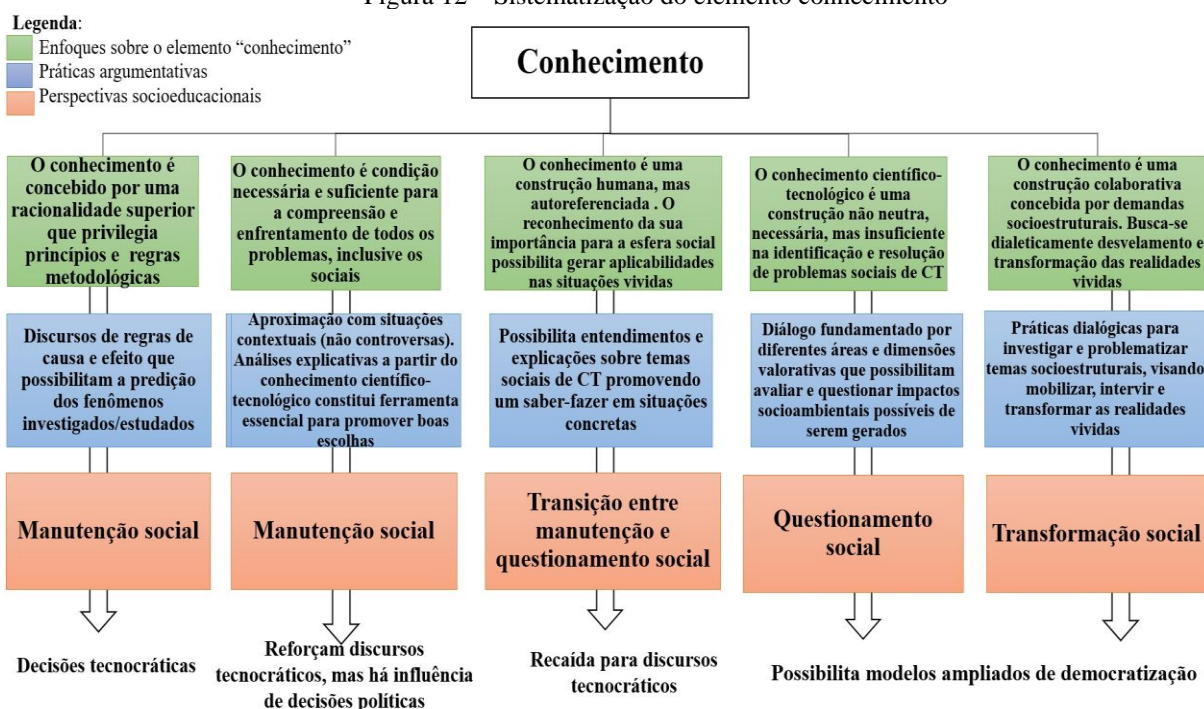 Figura 12 – Sistematização do elemento conhecimento
Legenda:
Enfoques sobre o elemento “conhecimento”
Práticas argumentativas
Perspectivas socioeducacionais
Conhecimento
O conhecimento é
concebido por uma
racionalidade superior
que privilegia
princípios e regras
metodológicas
O conhecimento é condição
necessária e suficiente para
a compreensão e
enfrentamento de todos os
problemas, inclusive os
sociais
O conhecimento é uma
construção humana, mas
autoreferenciada . O
reconhecimento da sua
importância para a esfera social
possibilita gerar aplicabilidades
nas situações vividas
O conhecimento científico-
tecnológico é uma
construção não neutra,
necessária, mas insuficiente
na identificação e resolução
de problemas sociais de CT
O conhecimento é uma
construção colaborativa
concebida por demandas
socioestruturais. Busca-se
dialeticamente desvelamento e
transformação das realidades
vividas
Discursos de regras de
causa e efeito que
possibilitam a predição
dos fenômenos
investigados/estudados
Aproximação com situações
contextuais (não controversas).
Análises explicativas a partir do
conhecimento científico-
tecnológico constitui ferramenta
essencial para promover boas
escolhas
Possibilita entendimentos e
explicações sobre temas
sociais de CT promovendo
um saber-fazer em situações
concretas
Diálogo fundamentado por
diferentes áreas e dimensões
valorativas que possibilitam
avaliar e questionar impactos
socioambientais possíveis de
serem gerados
Práticas dialógicas para
investigar e problematizar
temas socioestruturais, visando
mobilizar, intervir e
transformar as realidades
vividas
Manutenção social
Manutenção social
Transição entre
manutenção e
questionamento social
Questionamento
social
Transformação social
Decisões tecnocráticas
Reforçam discursos
tecnocráticos, mas há influência
de decisões políticas
Recaída para discursos
tecnocráticos
Possibilita modelos ampliados de democratização